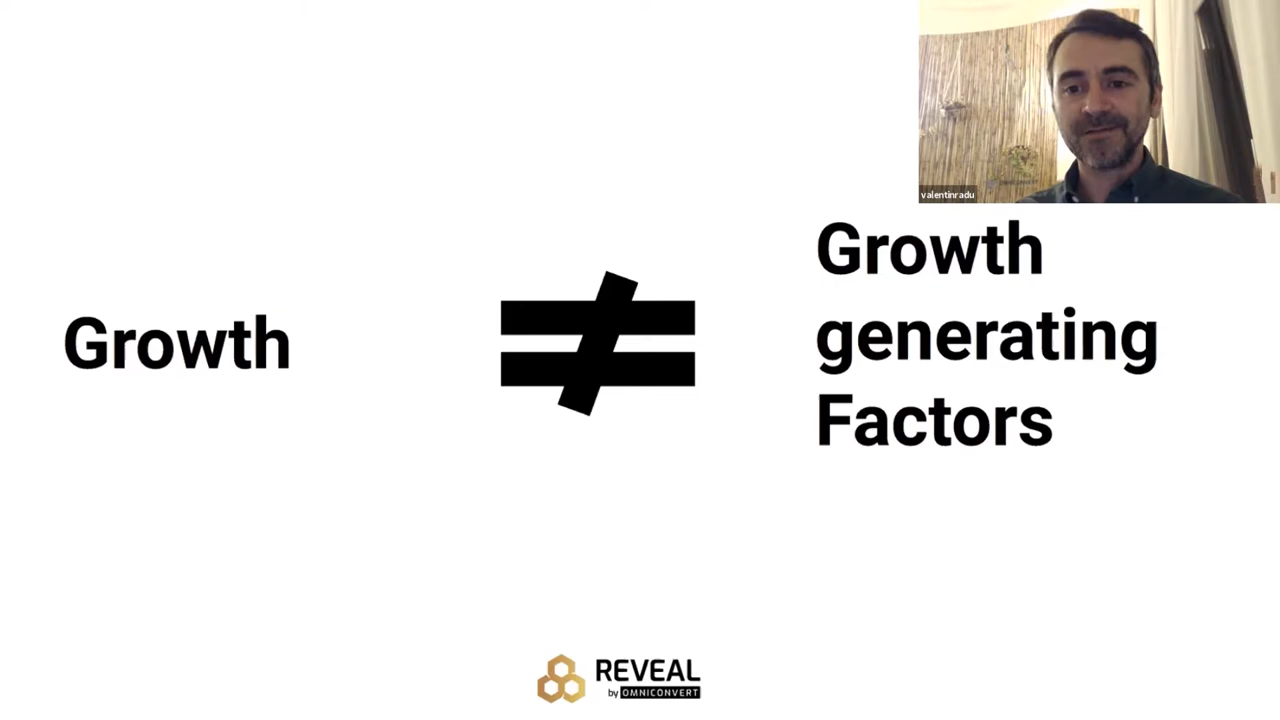 valentinradu
Growth
≠
Growth
generating
Factors
REVEAL
by OMNICONVERT